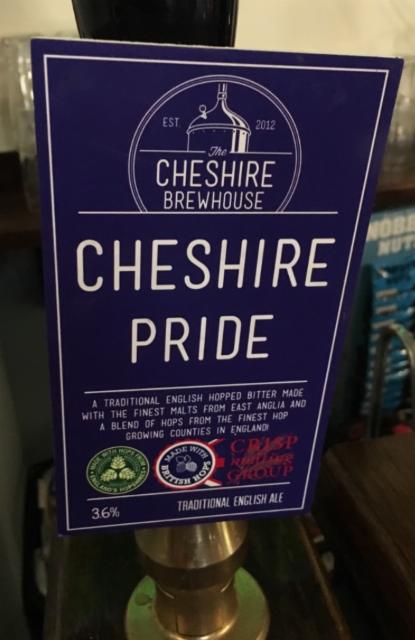 EST. 2012
The
CHESHIRE
BREWHOUSE
CHESHIRE
PRIDE
A TRADITIONAL ENGLISH HOPPED BITTER MADE
WITH THE FINEST MALTS FROM EAST ANGLIA AND
A BLEND OF HOPS FROM THE FINEST HOP
GROWING COUNTIES IN ENGLAND!
MADE WITH
BRITISH HOPS
CRISP
GROUP
3.6%
TRADITIONAL ENGLISH ALE
NOBB
NUT